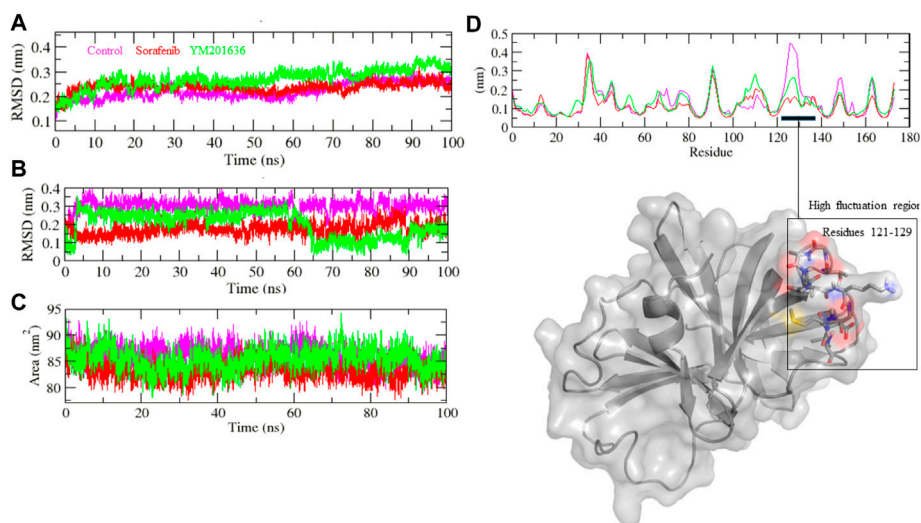 A
RMSD (nm)
0.4
0.3
0.2
0.1
Control Sorafenib YM201636
0 10 20 30 40 50 60 70 80 90 100
Time (ns)
B
RMSD (nm)
0.4
0.3
0.2
0.1
0
0 10 20 30 40 50 60 70 80 90 100
Time (ns)
C
Area (nm²)
95
90
85
80
0 20 40 60 80 100
Time (ns)
D
(nm)
0.5
0.4
0.3
0.2
0.1
0
0 20 40 60 80 100 120 140 160 180
Residue
High fluctuation region
Residues 121-129